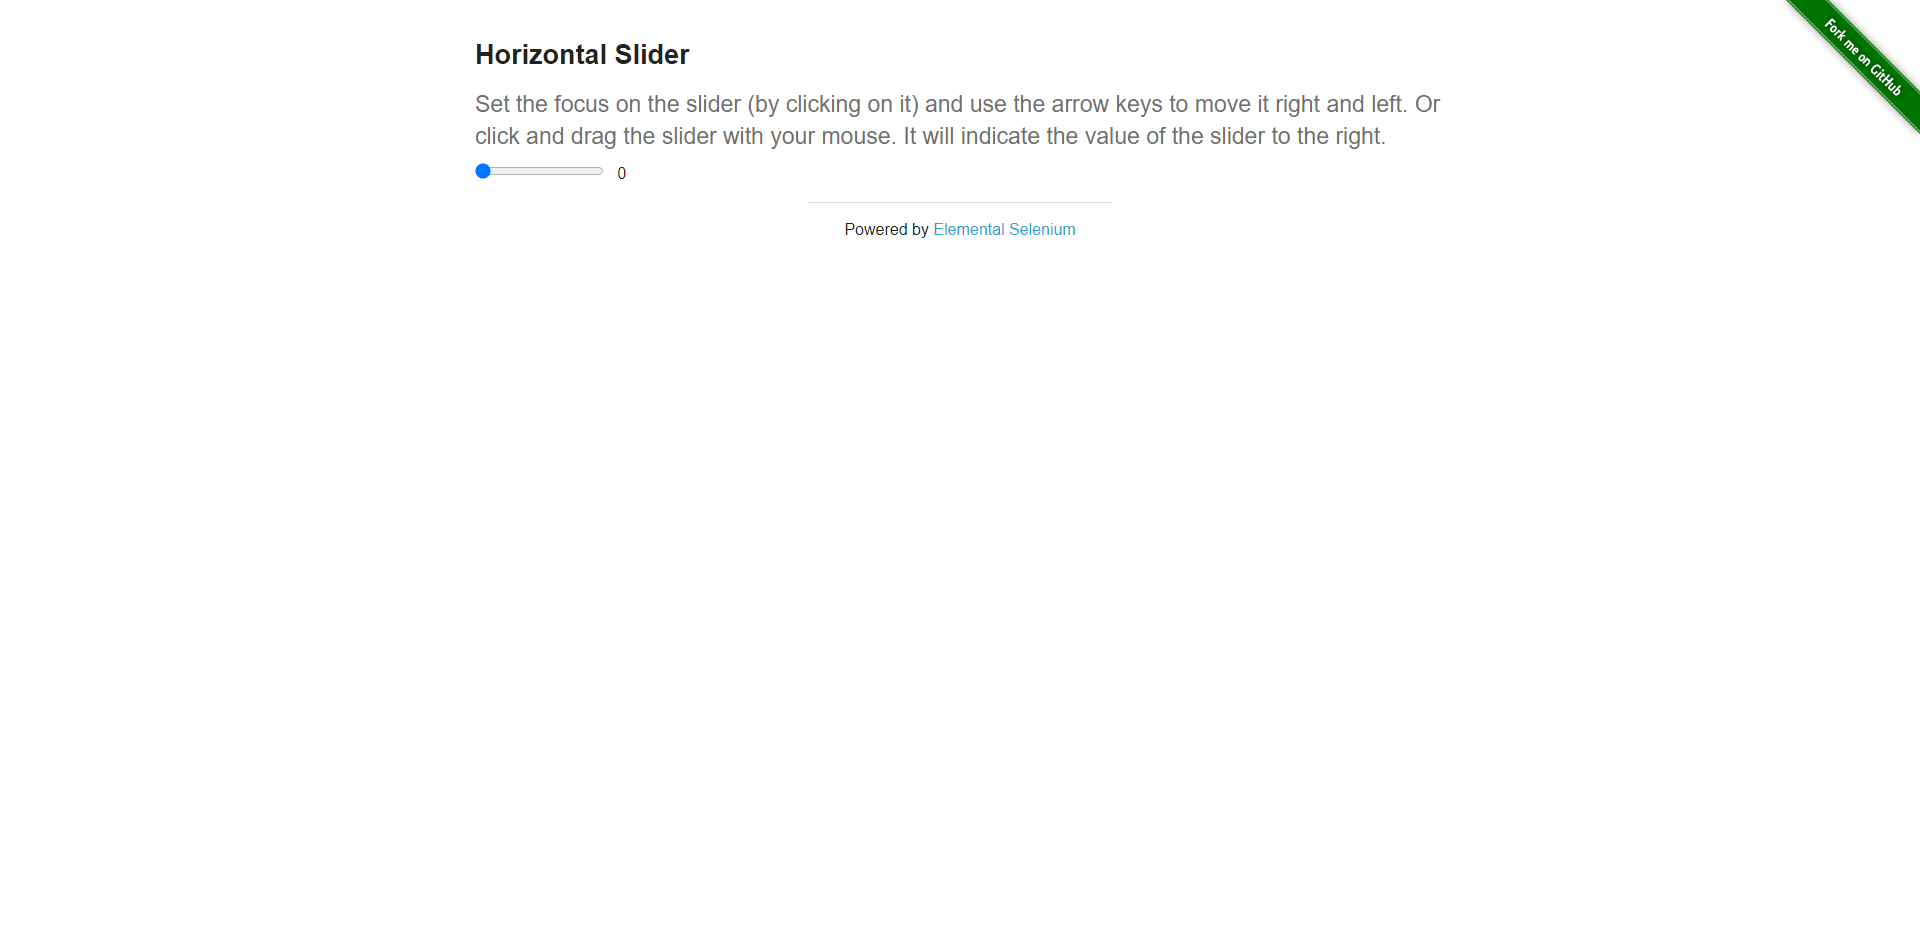 Fork me on GitHub
Horizontal Slider
Set the focus on the slider (by clicking on it) and use the arrow keys to move it right and left. Or
click and drag the slider with your mouse. It will indicate the value of the slider to the right.
0
Powered by Elemental Selenium